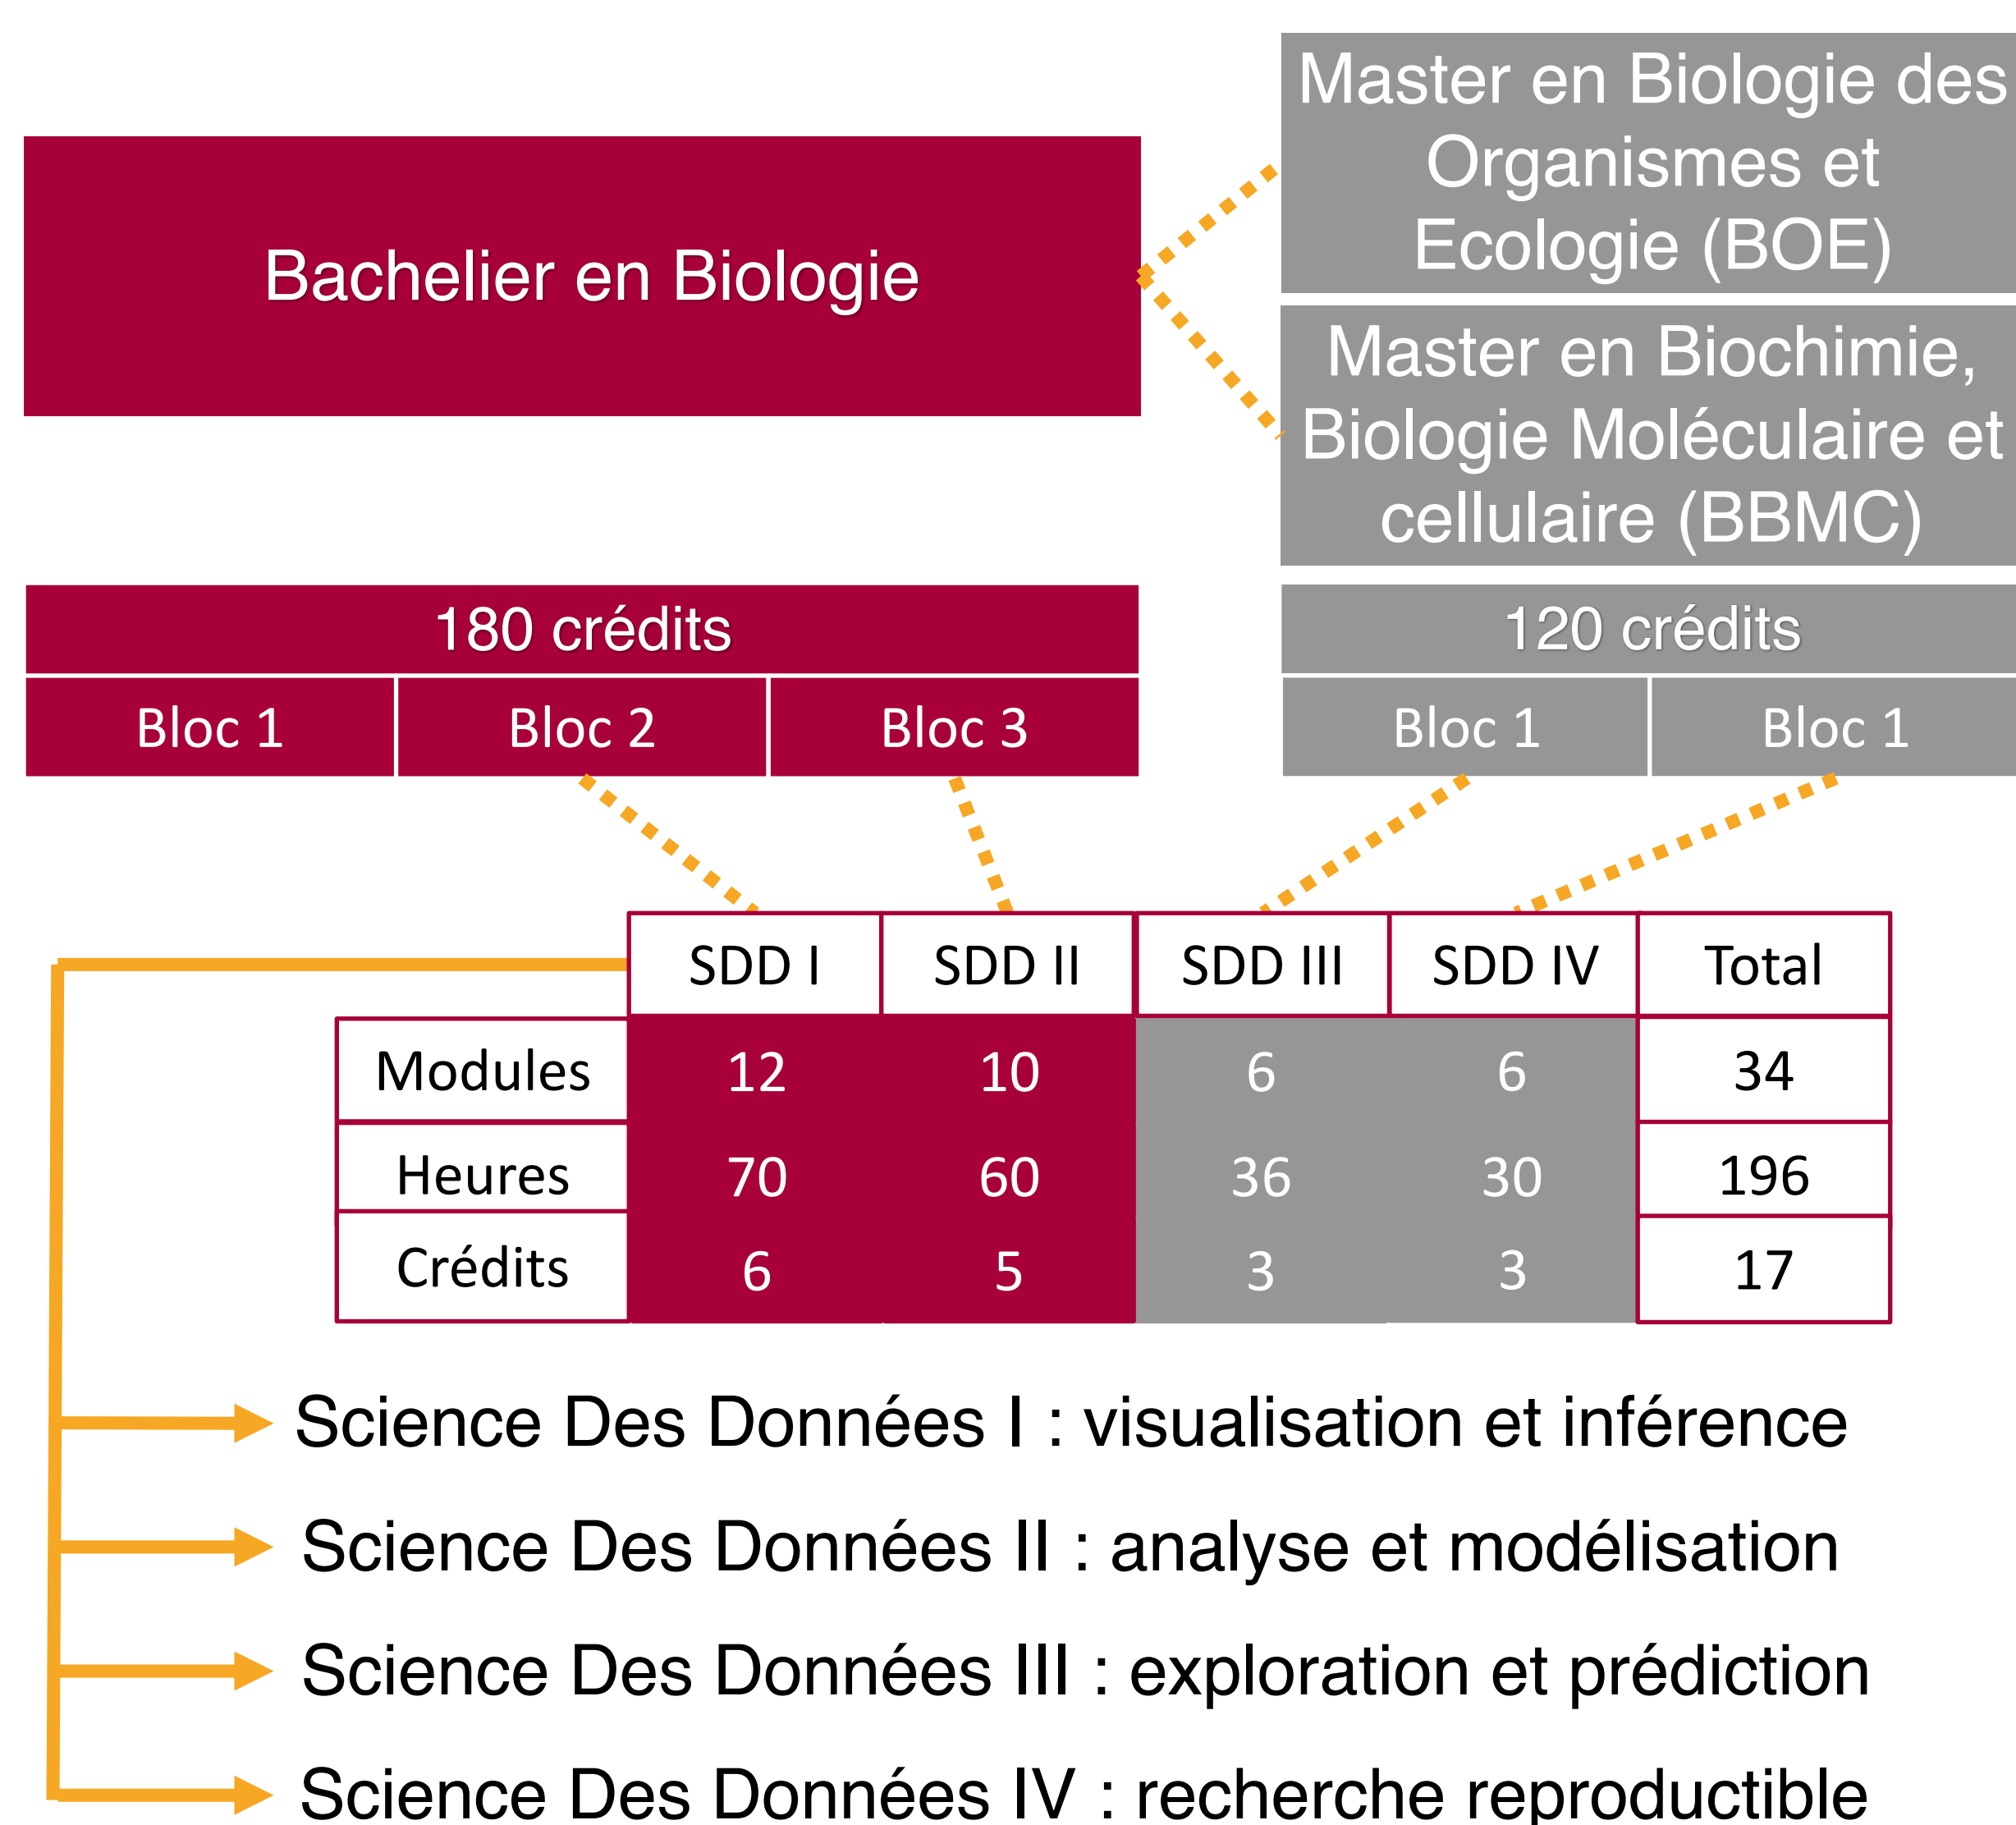 Bachelier en Biologie
Master en Biologie des
Organismes et
Ecologie (BOE)
Master en Biochimie,
Biologie Moléculaire et
cellulaire (BBMC)
180 crédits
120 crédits
Bloc 1 Bloc 2 Bloc 3
Bloc 1 Bloc 1
SDD I SDD II SDD III SDD IV Total
Modules 12 10 6 6 34
Heures 70 60 36 30 196
Crédits 6 5 3 3 17
Science Des Données I : visualisation et inférence
Science Des Données II : analyse et modélisation
Science Des Données III : exploration et prédiction
Science Des Données IV : recherche reproductible